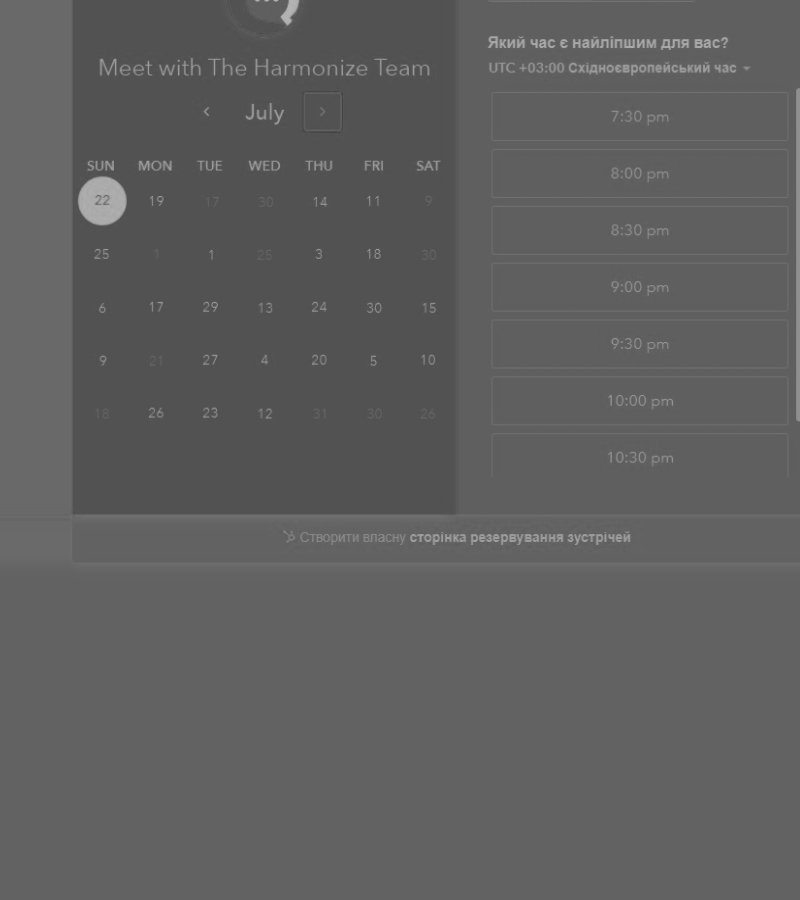 Meet with The Harmonize Team
July
SUN MON TUE WED THU FRI SAT
22 19 17 30 14 11 9
25 1 1 25 3 18 30
6 17 29 13 24 30 15
9 21 27 4 20 5 10
18 26 23 12 31 30 26
Який час є найліпшим для вас?
UTC +03:00 Східноєвропейський час
7:30 pm
8:00 pm
8:30 pm
9:00 pm
9:30 pm
10:00 pm
10:30 pm
Створити власну сторінка резервування зустрічей